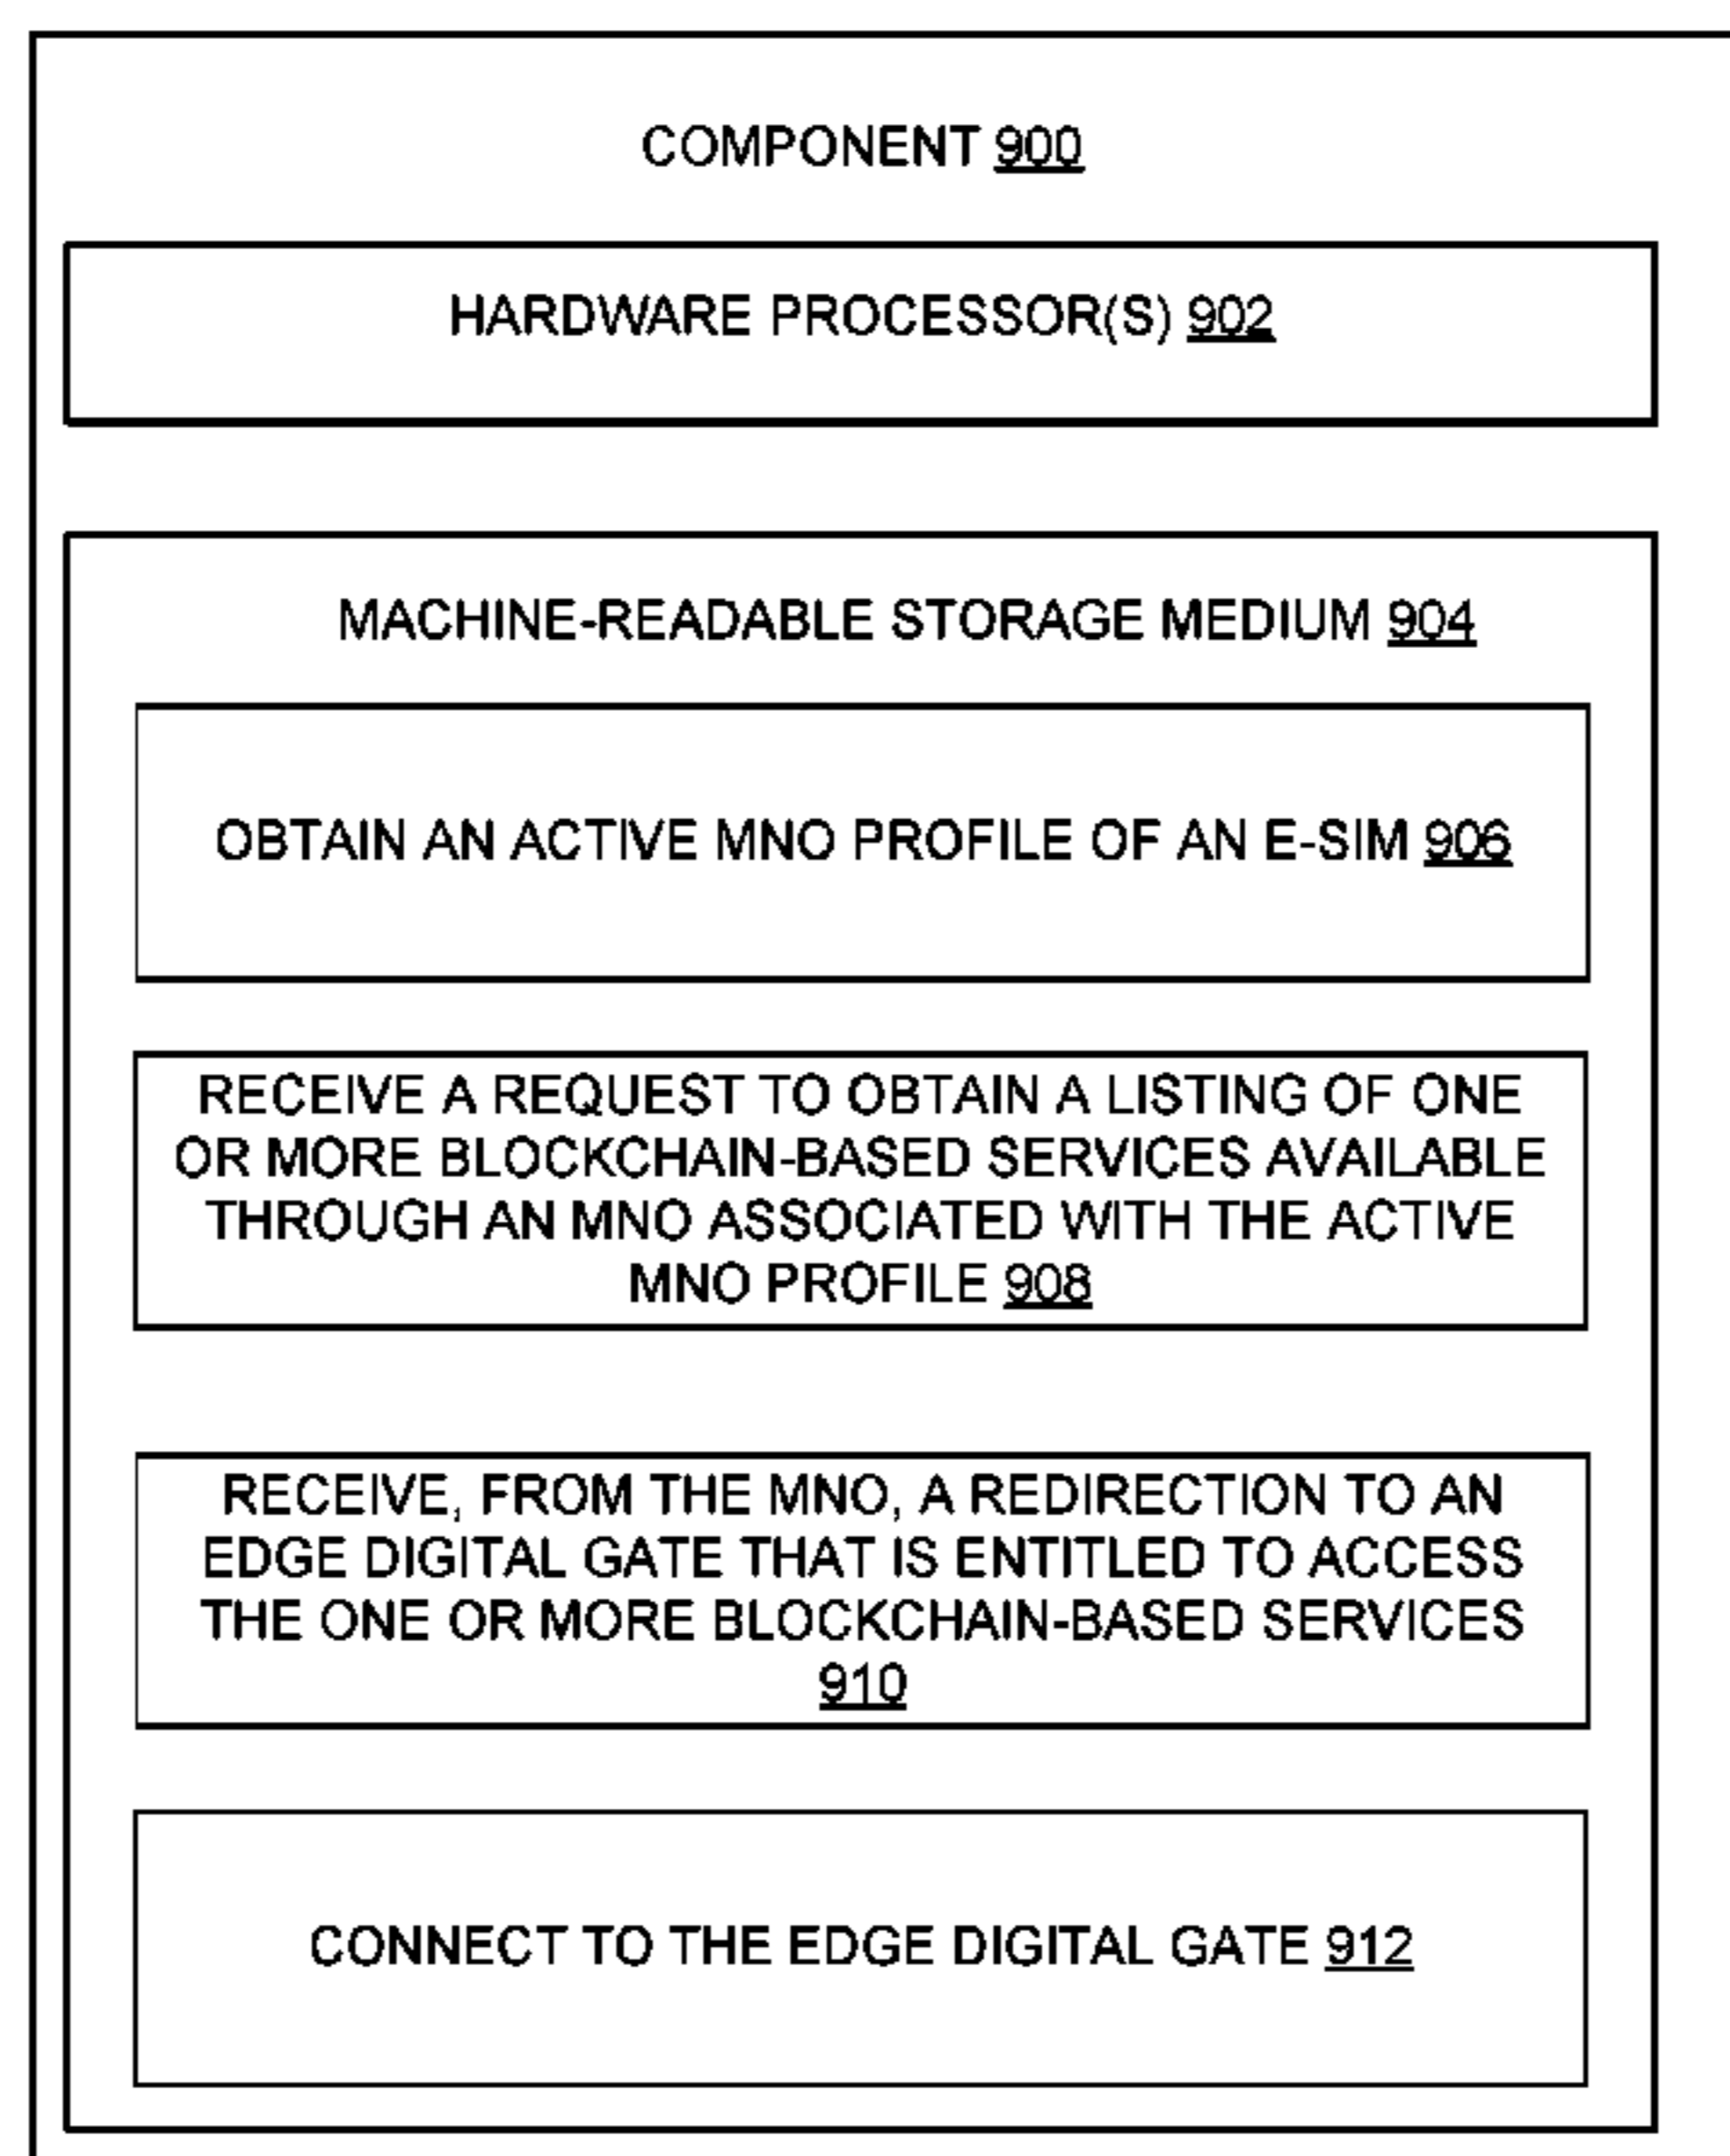 COMPONENT 900
HARDWARE PROCESSOR(S) 902
MACHINE-READABLE STORAGE MEDIUM 904
OBTAIN AN ACTIVE MNO PROFILE OF AN E-SIM 906
RECEIVE A REQUEST TO OBTAIN A LISTING OF ONE
OR MORE BLOCKCHAIN-BASED SERVICES AVAILABLE
THROUGH AN MNO ASSOCIATED WITH THE ACTIVE
MNO PROFILE 908
RECEIVE, FROM THE MNO, A REDIRECTION TO AN
EDGE DIGITAL GATE THAT IS ENTITLED TO ACCESS
THE ONE OR MORE BLOCKCHAIN-BASED SERVICES
910
CONNECT TO THE EDGE DIGITAL GATE 912